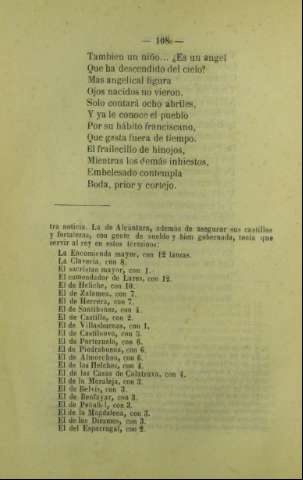 — 108 —
Tambien un niño... ¿Es un angel
Que ha descendido del cielo?
Mas angelical figura
Ojos nacidos no vieron.
Solo contará ocho abriles,
Y ya le conoce el pueblo
Por su hábito franciscano,
Que gasta fuera de tiempo.
El frailecillo de hinojos,
Mientras los demás inhiestos,
Embelesado contempla
Boda, prior y cortejo.
tra noticia. La de Alcántara, además de asegurar sus castillos
y fortalezas, con gente de sueldo y bien gobernada, tenia que
servir al rey en estos términos:
La Encomienda mayor, con 12 lanzas.
La Claveria, con 8.
El sacristan mayor, con 1.
El comendador de Lares, con 12.
El de Heliche, con 10.
El de Zalamea, con 7.
El de Herrera, con 7.
El de Santibañez, con 4.
El de Castillo, con 2.
El de Villasbuenas, con 1.
El de Castilnovo, con 3.
El de Portezuelo, con 6.
El de Piedrabuena, con 6.
El de Almorchon, con 6.
El de las Helches, con 4.
El de las Casas de Calatrava, con 4.
El de la Moraleja, con 3.
El de Belvis, con 3.
El de Benfayar, con 3.
El de Peñafiel, con 3.
El de la Magdalena, con 3.
El de los Diezmos, con 3.
El del Esparragal, con 2.